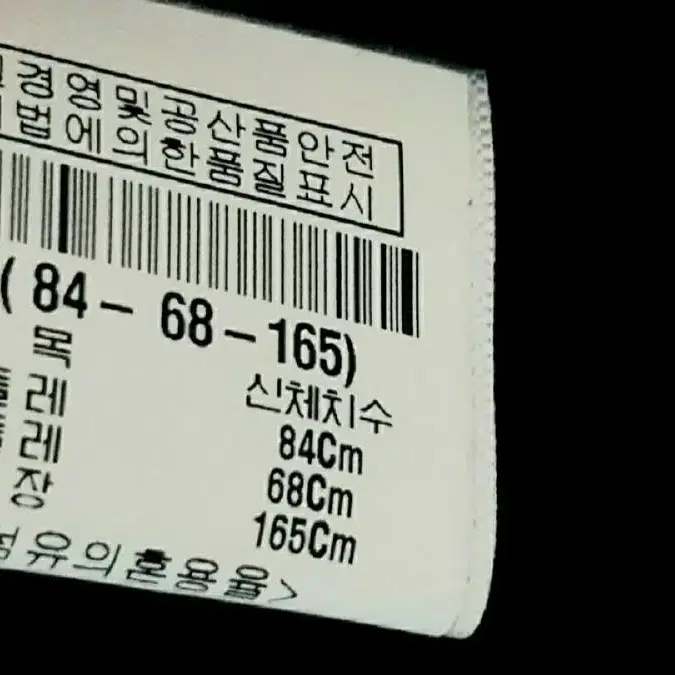 경영및공산품안전
법에의한품질표시
(84-68-165)
목 신체치수
레 84Cm
레 68Cm
장 165Cm
유의혼용율>